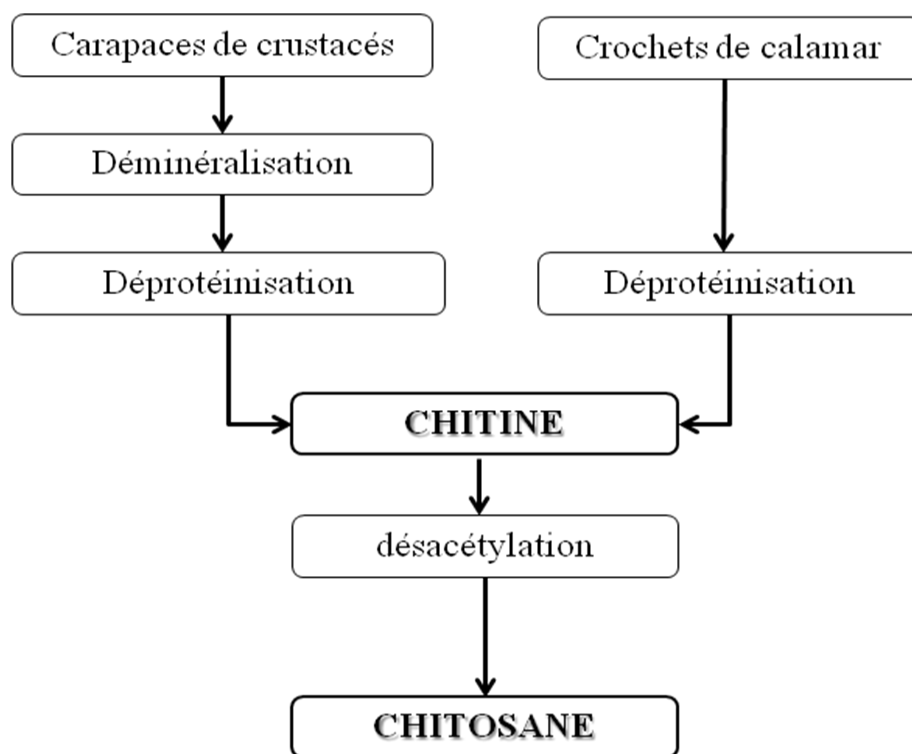 Carapaces de crustacés
Crochets de calamar
Déminéralisation
Déprotéinisation
Déprotéinisation
CHITINE
désacétylation
CHITOSANE